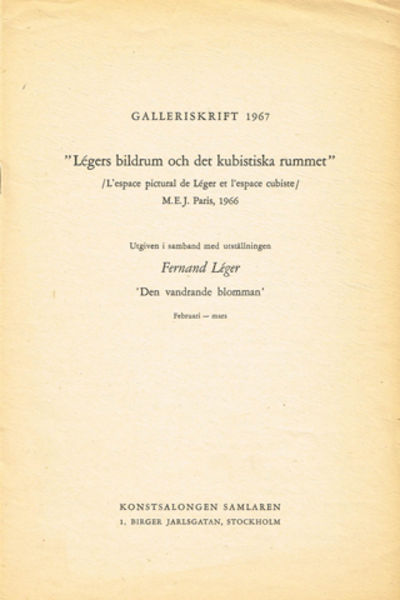 GALLERISKRIFT 1967
"Légers bildrum och det kubistiska rummet"
/L'espace pictural de Léger et l'espace cubiste/
M.E.J. Paris, 1966
Utgiven i samband med utställningen
Fernand Léger
'Den vandrande blomman'
Februari — mars
KONSTSALONGEN SAMLAREN
1, BIRGER JARLSGATAN, STOCKHOLM